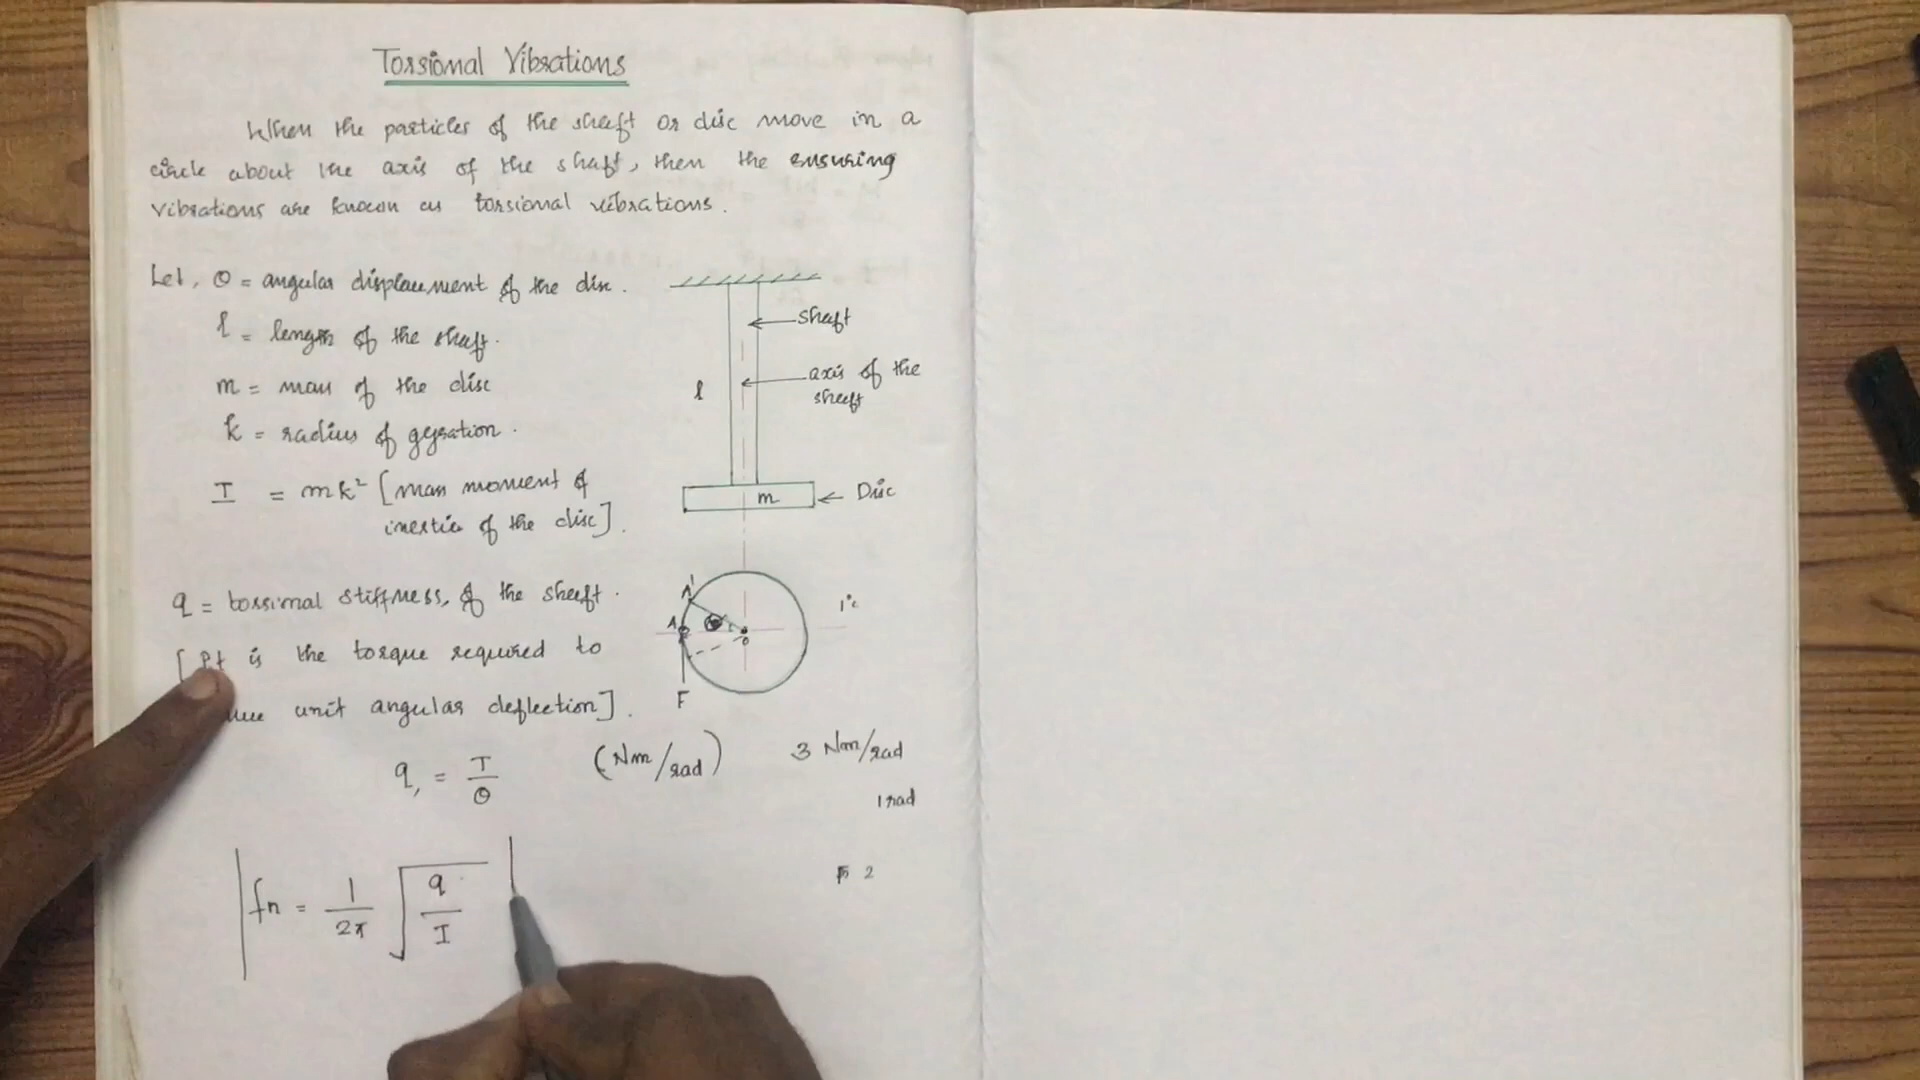 Torsional Vibrations
When the particles of the shaft or disc move in a
circle about the axis of the shaft, then the ensuring
vibrations are known as torsional vibrations.
Let, θ = angular displacement of the disc.
l = length of the shaft.
m = mass of the disc
k = radius of gyration.
I = mk² [mass moment of
inertia of the disc].
shaft
axis of the
shaft
l
m
Disc
q = torsional stiffness, of the shaft.
[It is the torque required to
unit angular deflection].
A'
A
θ
F
q = T/θ (Nm/rad)
3 Nm/rad
1 rad
2
fn = 1/2π √q/I